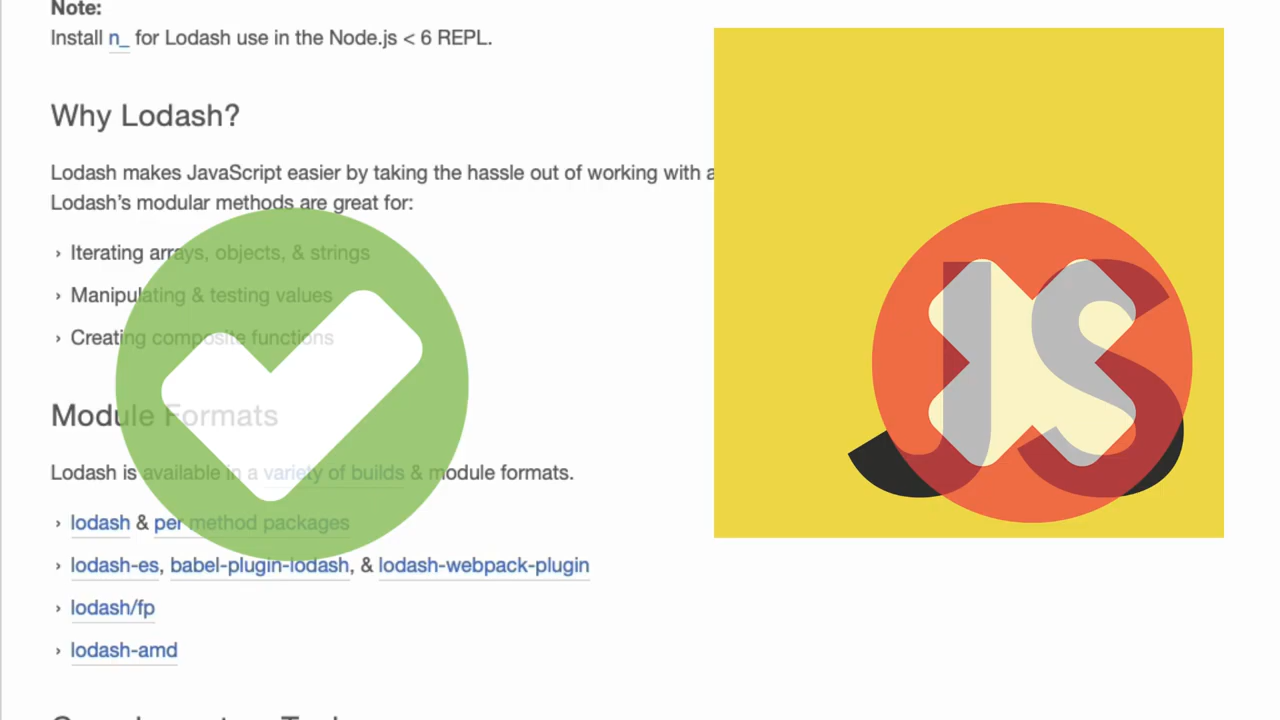 Note:
Install n_ for Lodash use in the Node.js < 6 REPL.
Why Lodash?
Lodash makes JavaScript easier by taking the hassle out of working with a
Lodash’s modular methods are great for:
› Iterating arrays, objects, & strings
› Manipulating & testing values
› Creating composite functions
Module Formats
Lodash is available in a variety of builds & module formats.
› lodash & per method packages
› lodash-es, babel-plugin-lodash, & lodash-webpack-plugin
› lodash/fp
› lodash-amd
JS